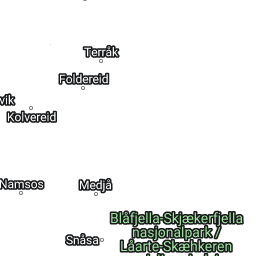 Terråk
Foldereid
vik
Kolvereid
Namsos
Medjå
Blåfjella-Skjækerfjella
nasjonalpark /
Låarte-Skæhkeren
Snåsa